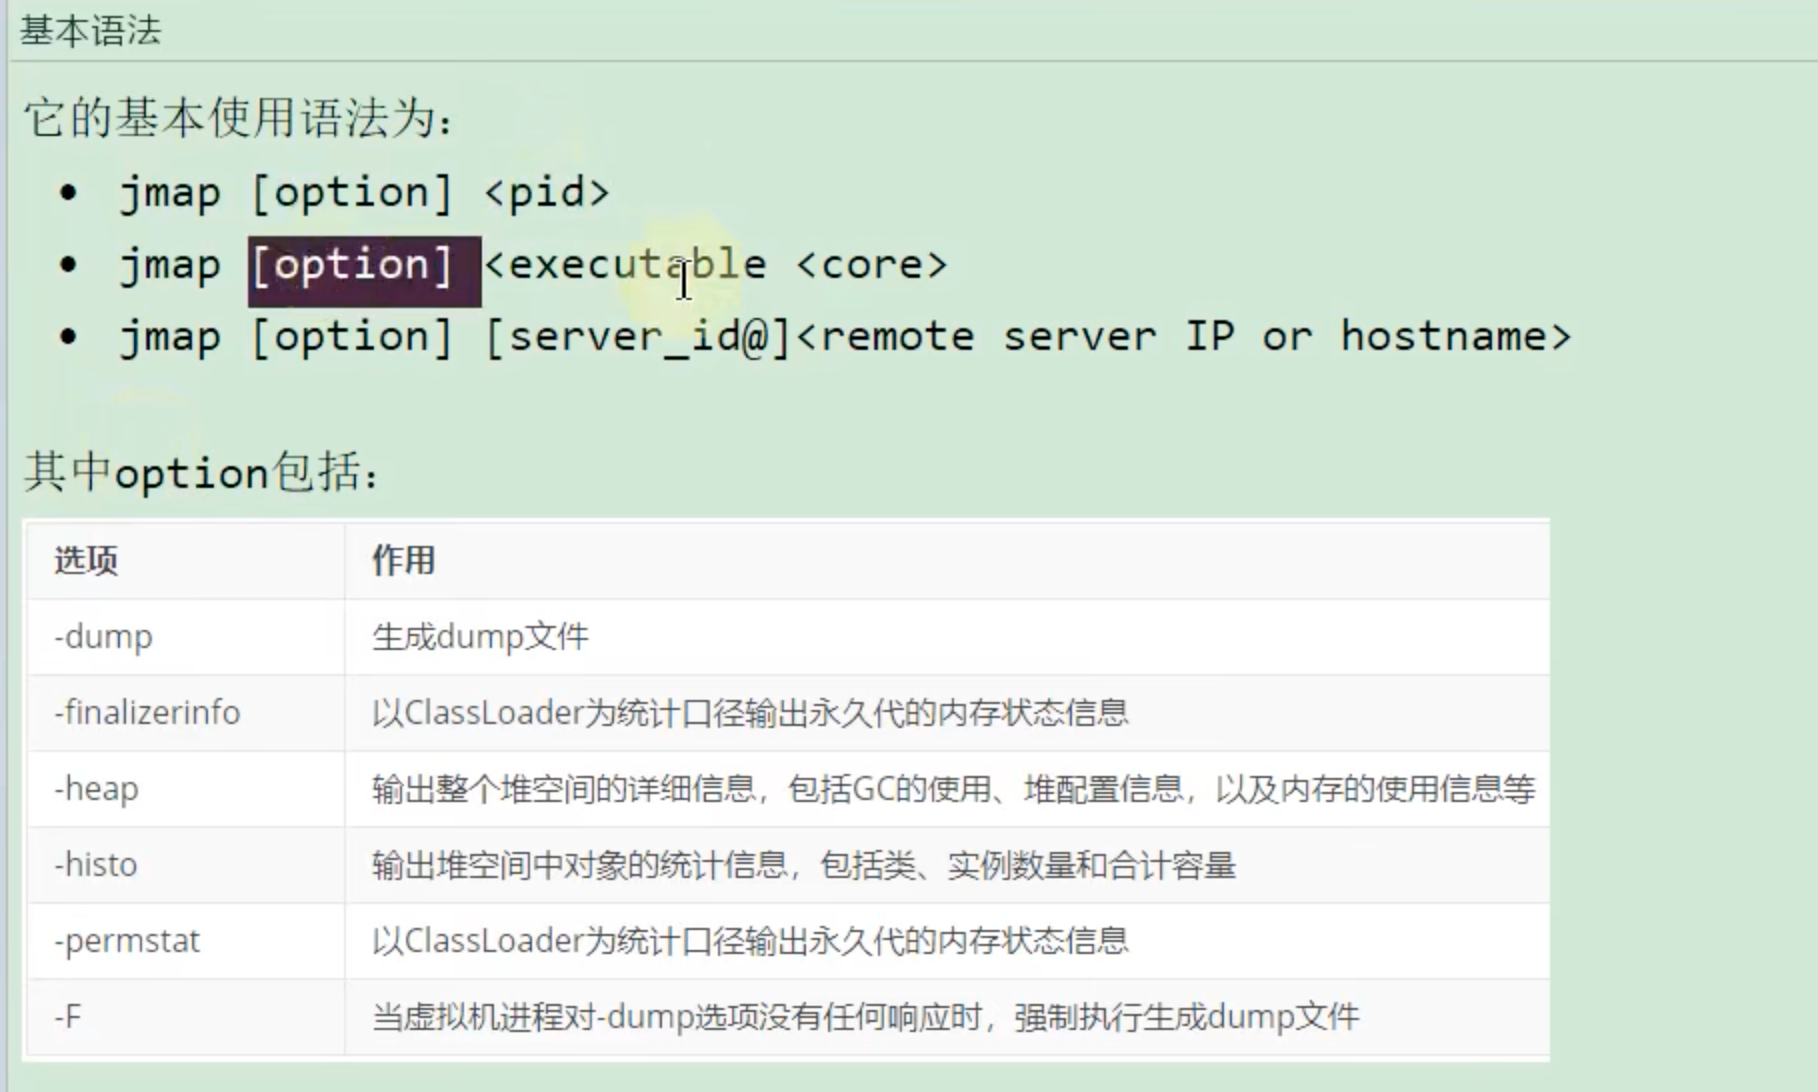 基本语法
它的基本使用语法为：
• jmap [option] <pid>
• jmap [option] <executable <core>
• jmap [option] [server_id@]<remote server IP or hostname>
其中option包括：
选项 作用
-dump 生成dump文件
-finalizerinfo 以ClassLoader为统计口径输出永久代的内存状态信息
-heap 输出整个堆空间的详细信息，包括GC的使用、堆配置信息，以及内存的使用信息等
-histo 输出堆空间中对象的统计信息，包括类、实例数量和合计容量
-permstat 以ClassLoader为统计口径输出永久代的内存状态信息
-F 当虚拟机进程对-dump选项没有任何响应时，强制执行生成dump文件